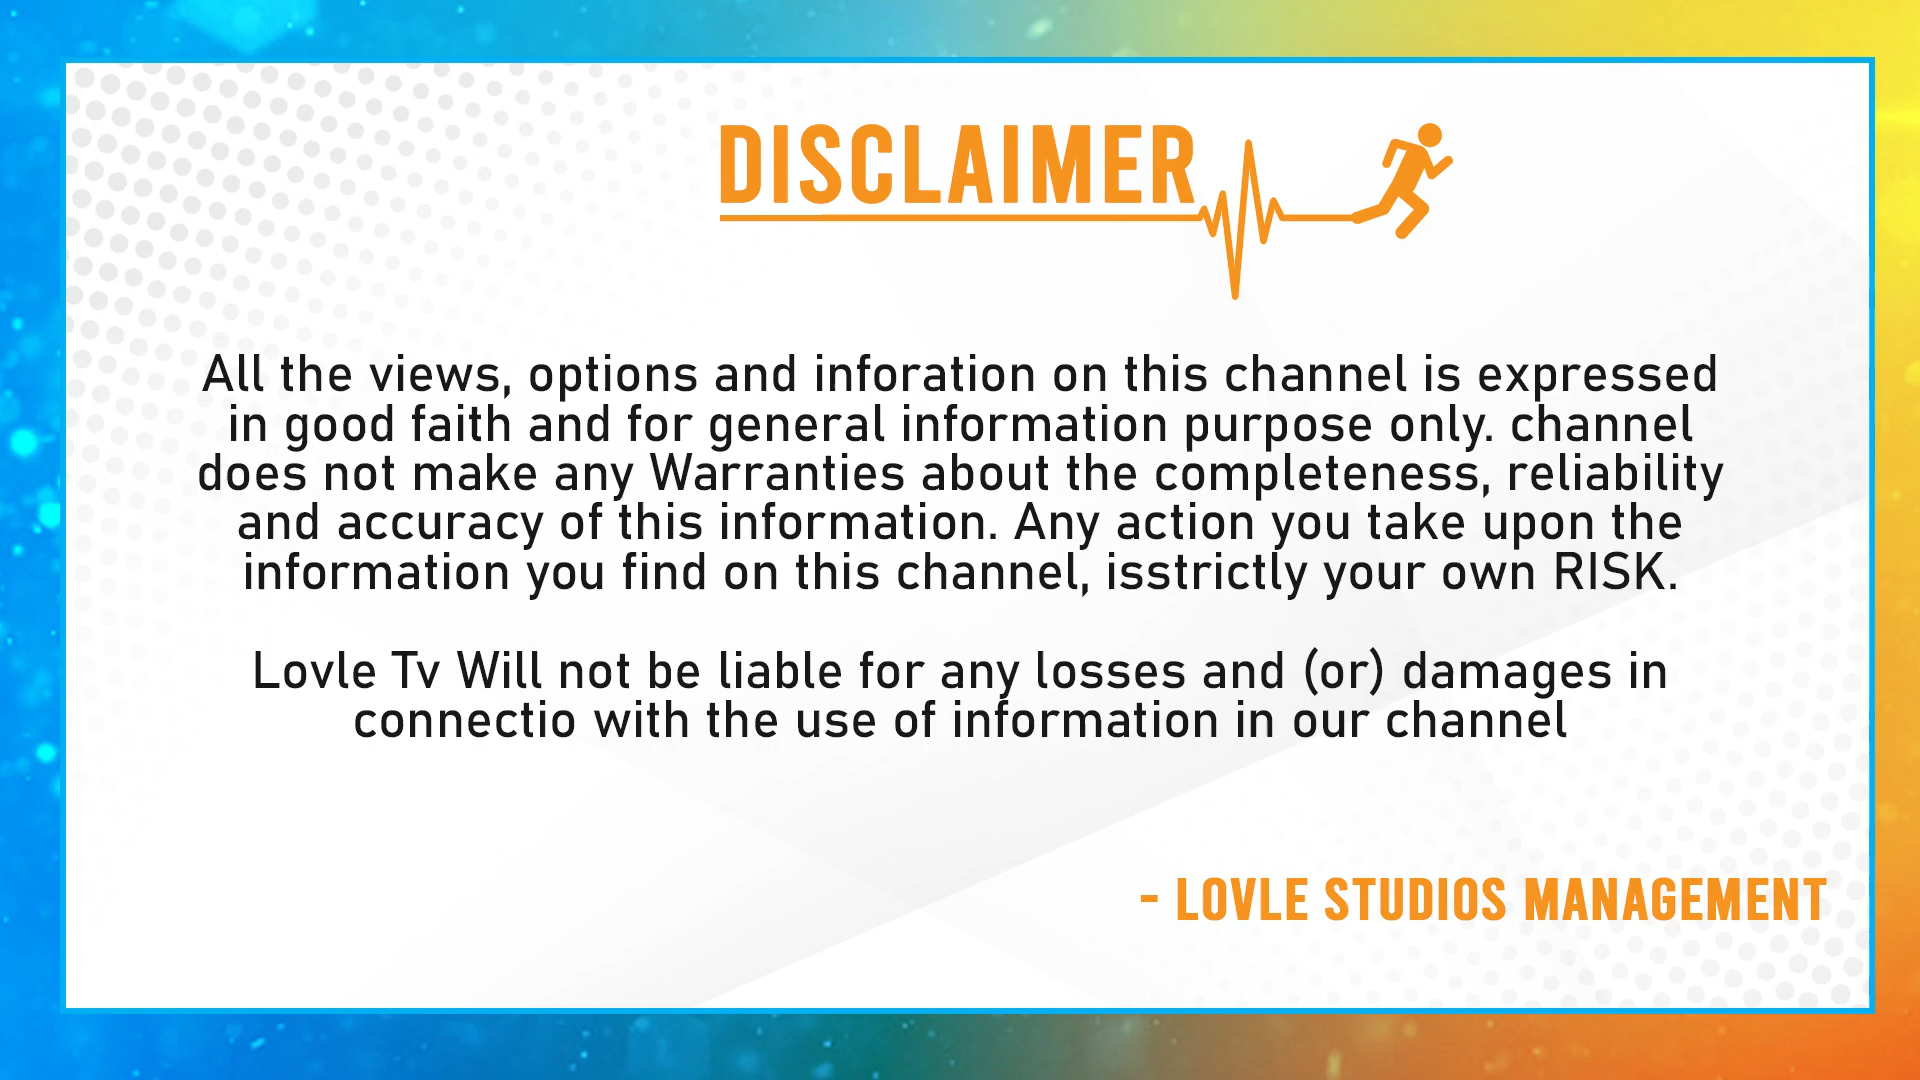 DISCLAIMER
All the views, options and inforation on this channel is expressed
in good faith and for general information purpose only. channel
does not make any Warranties about the completeness, reliability
and accuracy of this information. Any action you take upon the
information you find on this channel, isstrictly your own RISK.
Lovle Tv Will not be liable for any losses and (or) damages in
connectio with the use of information in our channel
- LOVLE STUDIOS MANAGEMENT